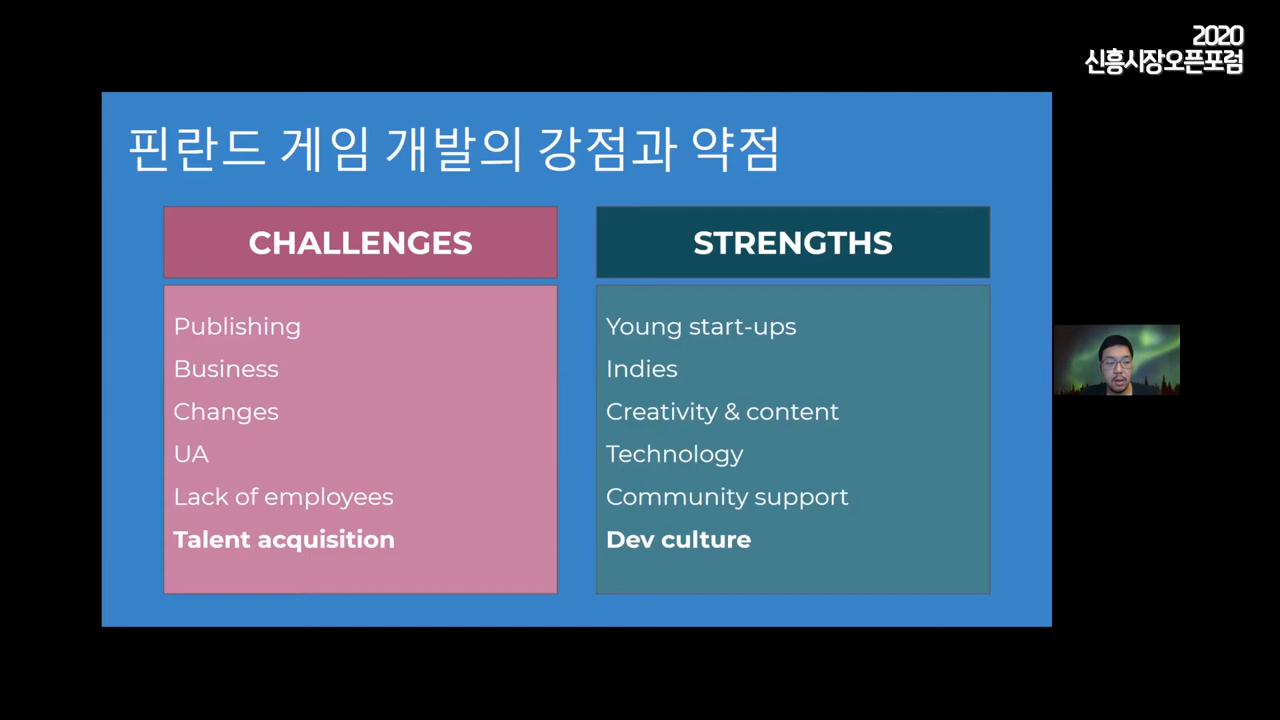 2020
신흥시장오픈포럼
핀란드 게임 개발의 강점과 약점
CHALLENGES
Publishing
Business
Changes
UA
Lack of employees
Talent acquisition
STRENGTHS
Young start-ups
Indies
Creativity & content
Technology
Community support
Dev culture